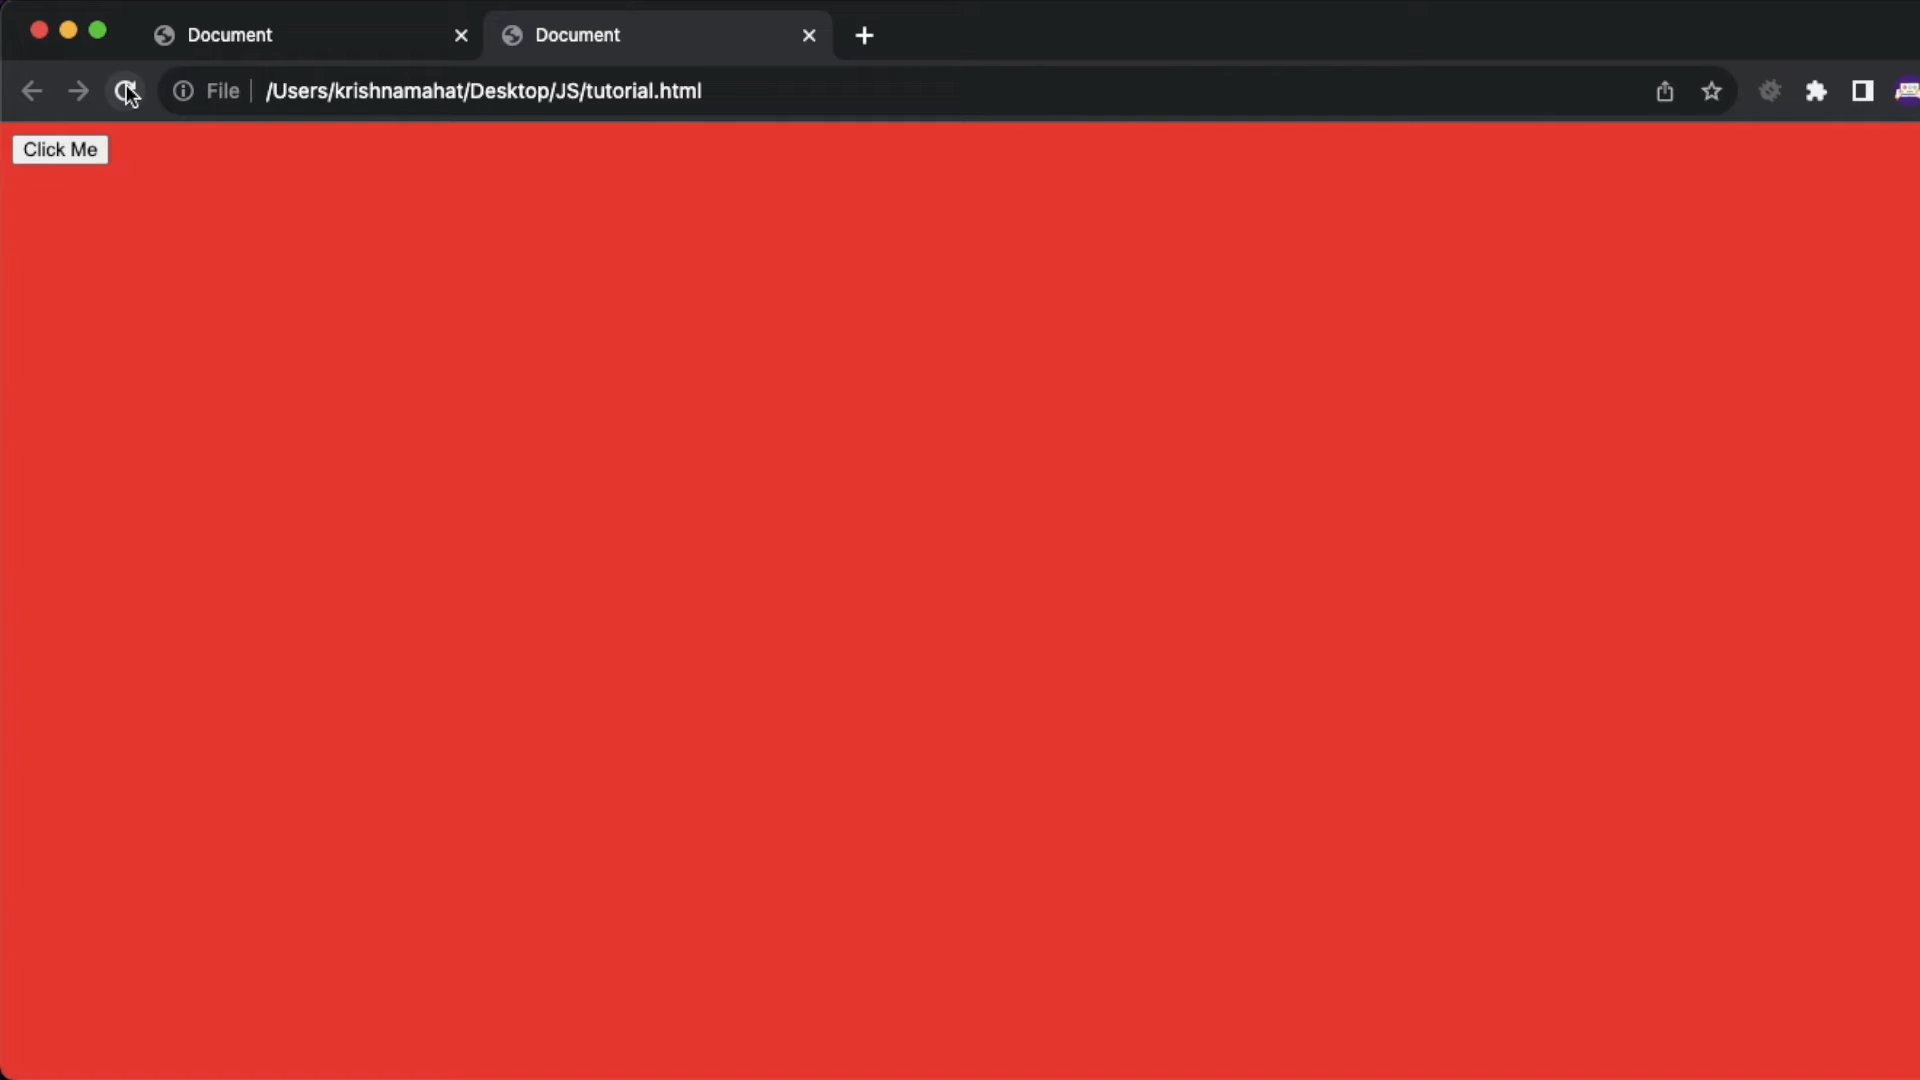 Document
Document
File
/Users/krishnamahat/Desktop/JS/tutorial.html
Click Me